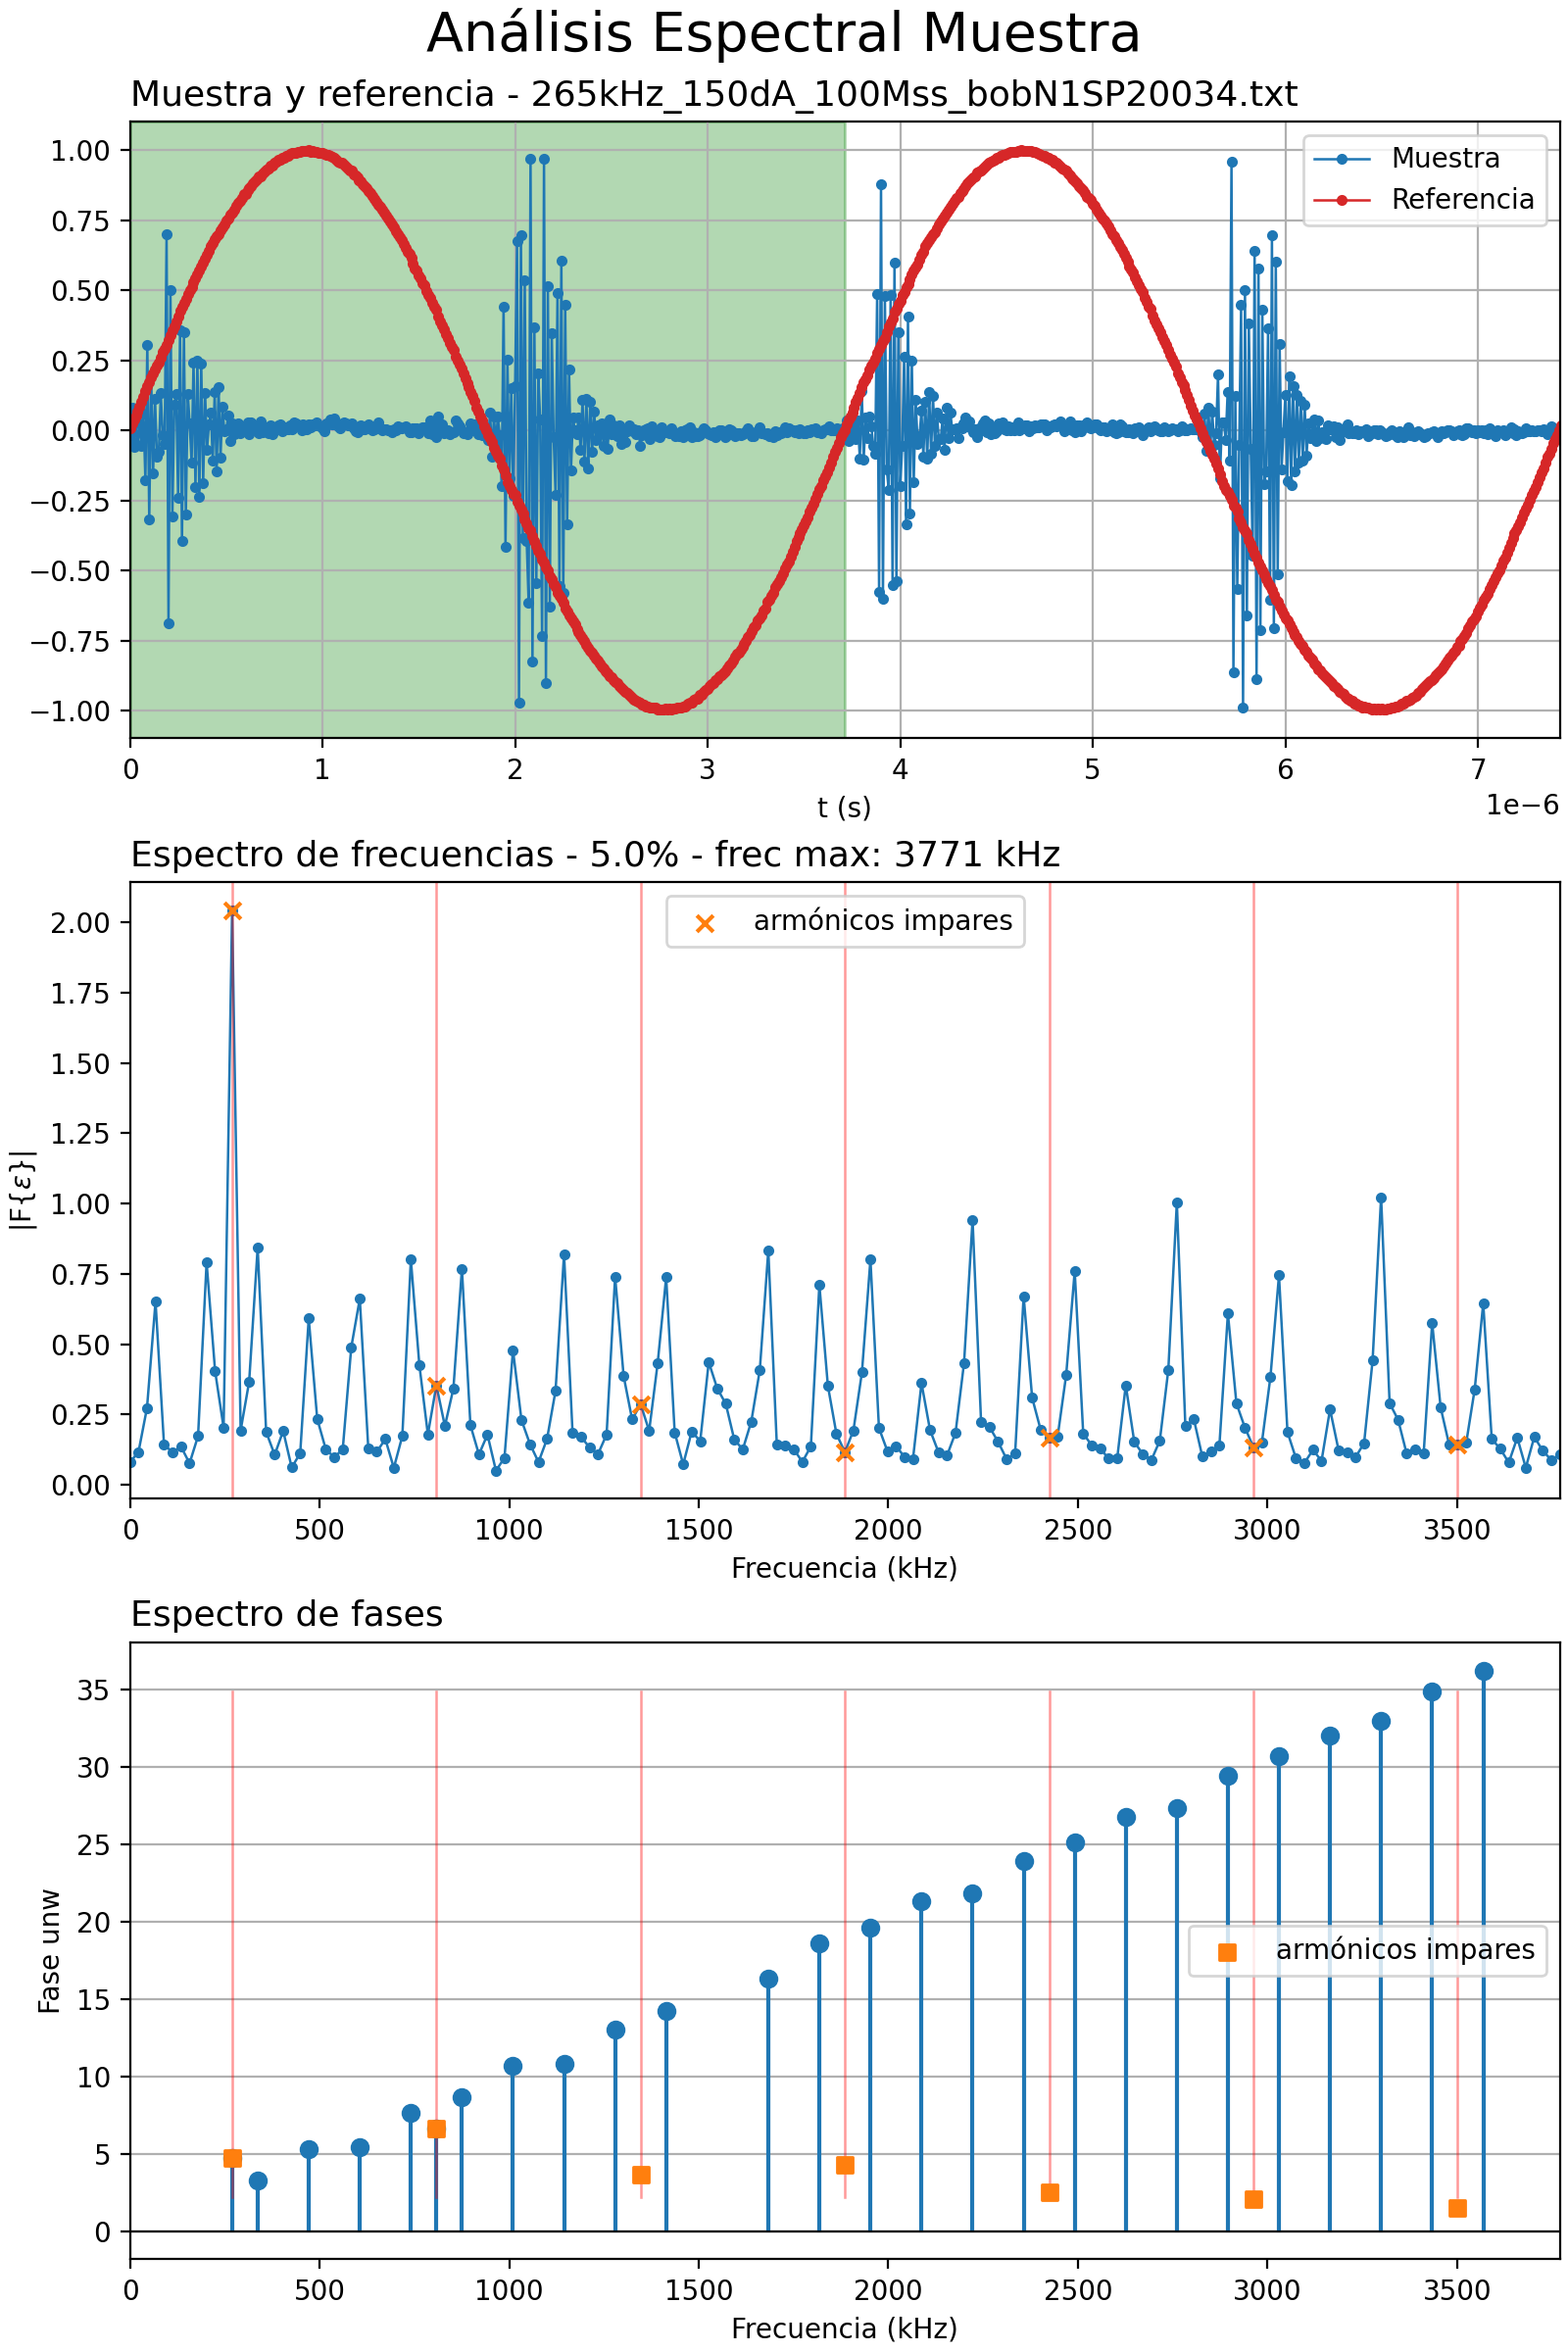 Análisis Espectral Muestra
Muestra y referencia - 265kHz_150dA_100Mss_bobN1SP20034.txt
1.00
0.75
0.50
0.25
0.00
−0.25
−0.50
−0.75
−1.00
Muestra
Referencia
0 1 2 3 4 5 6 7
t (s)
1e−6
Espectro de frecuencias - 5.0% - frec max: 3771 kHz
2.00
1.75
1.50
1.25
1.00
0.75
0.50
0.25
0.00
|F{ε}|
armónicos impares
0 500 1000 1500 2000 2500 3000 3500
Frecuencia (kHz)
Espectro de fases
35
30
25
20
15
10
5
0
Fase unw
armónicos impares
0 500 1000 1500 2000 2500 3000 3500
Frecuencia (kHz)